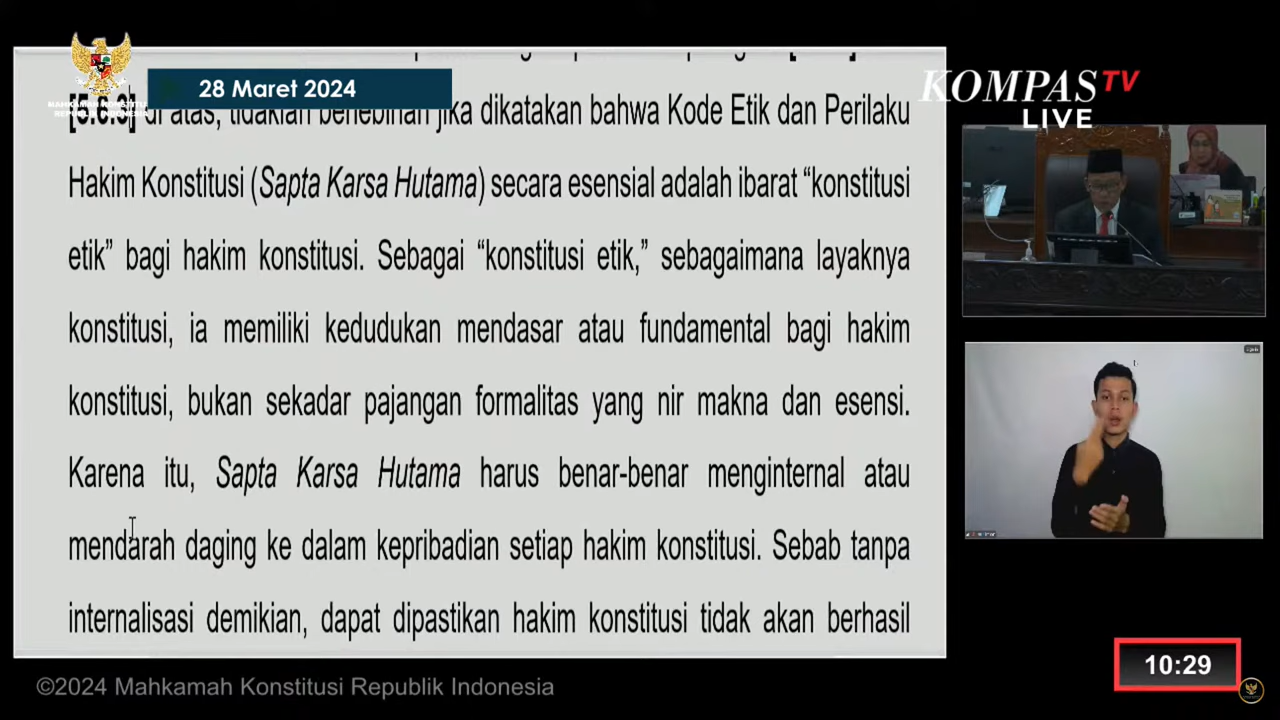 28 Maret 2024
MAHKAMAH KONSTITUSI
REPUBLIK INDONESIA
KOMPAS TV
LIVE
di atas, tidaklah berlebihan jika dikatakan bahwa Kode Etik dan Perilaku
Hakim Konstitusi (Sapta Karsa Hutama) secara esensial adalah ibarat “konstitusi
etik” bagi hakim konstitusi. Sebagai “konstitusi etik,” sebagaimana layaknya
konstitusi, ia memiliki kedudukan mendasar atau fundamental bagi hakim
konstitusi, bukan sekadar pajangan formalitas yang nir makna dan esensi.
Karena itu, Sapta Karsa Hutama harus benar-benar menginternal atau
mendarah daging ke dalam kepribadian setiap hakim konstitusi. Sebab tanpa
internalisasi demikian, dapat dipastikan hakim konstitusi tidak akan berhasil
10:29
©2024 Mahkamah Konstitusi Republik Indonesia